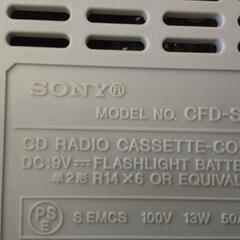 SONY®
MODEL NO. CFD-S
CD RADIO CASSETTE-CO
DC:9V⎓FLASHLIGHT BATTE
単2形 R14×6 OR EQUIVAL
PSE S.EMCS 100V 13W 50